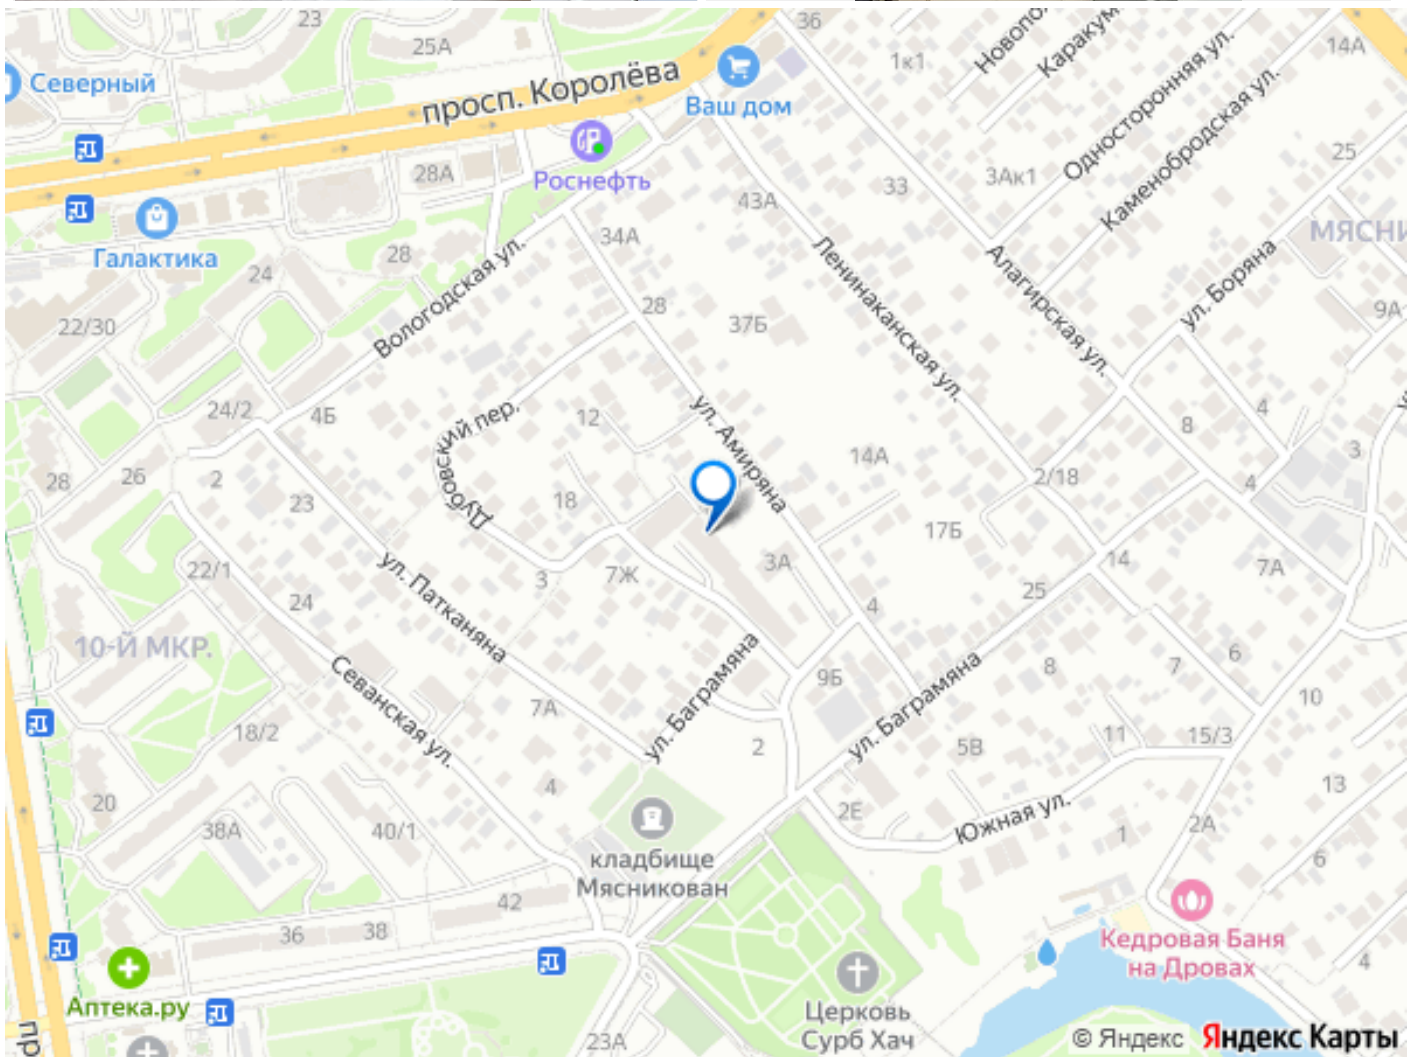 23
25А
Северный
просп. Королёва
Ваш дом
36
1к1
Каракум
Односторонняя ул.
14А
Роснефть
28А
Галактика
24
28
34А
43А
33
3Ак1
Каменобродская ул.
25
МЯСНИ
22/30
Вологодская ул.
28
37Б
Ленинаканская ул.
Алагирская ул.
ул. Боряна
9А
24/2
4Б
Дубовский пер.
12
ул. Амиряна
14А
8
4
3
28
26
2
23
18
2/18
4
17Б
22/1
24
ул. Патканяна
3
7Ж
3А
4
25
14
7А
10-Й МКР.
Севанская ул.
7А
ул. Баграмяна
9Б
ул. Баграмяна
8
7
6
10
18/2
2
5В
11
15/3
20
38А
40/1
4
2Е
Южная ул.
1
2А
13
6
кладбище
Мясникован
42
36
38
Кедровая Баня
на Дровах
4
Аптека.ру
пр
23А
Церковь
Сурб Хач
© Яндекс Яндекс Карты